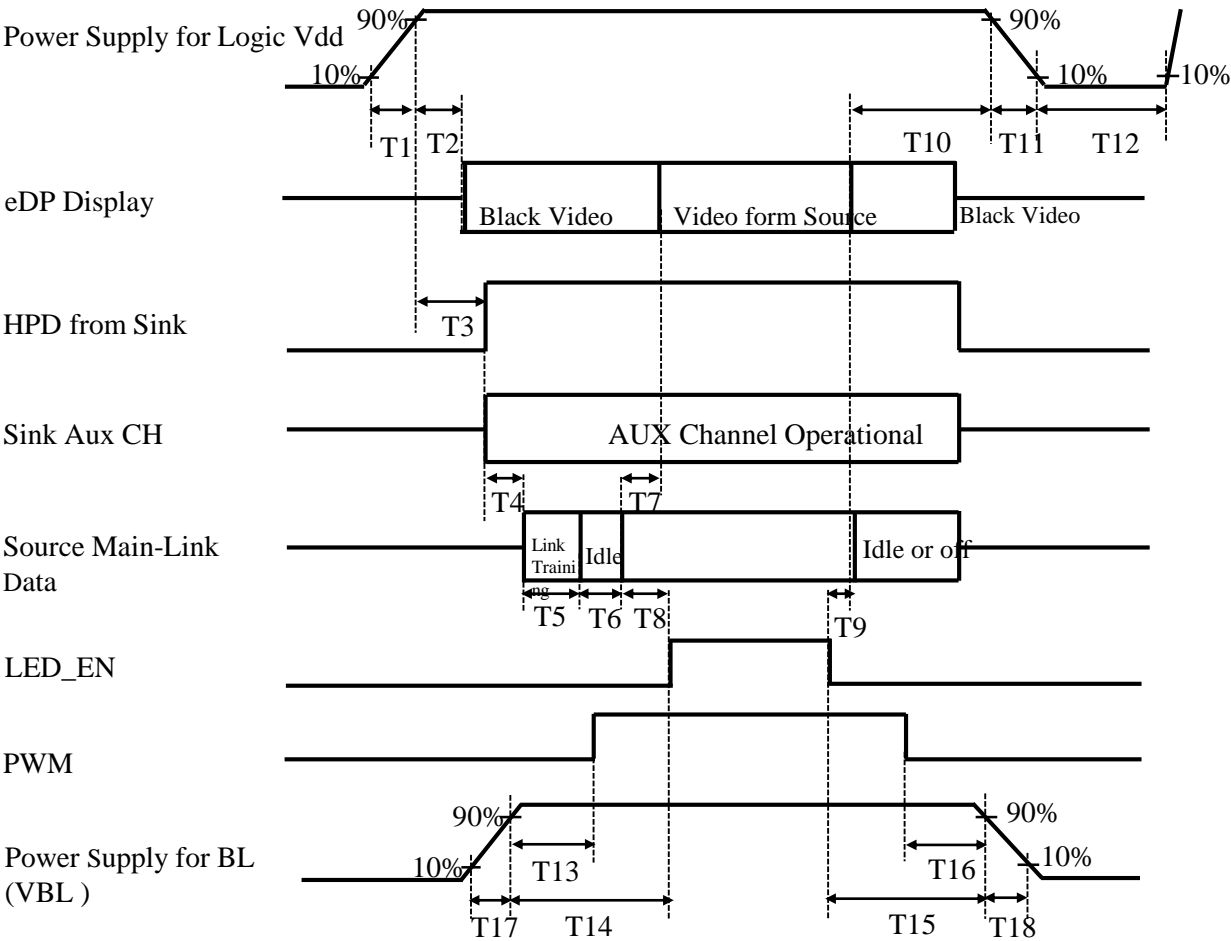 90%
90%
Power Supply for Logic Vdd
10%
10%
10%
T1
T2
T10
T11
T12
eDP Display
Black Video
Video form Source
Black Video
T3
HPD from Sink
Sink Aux CH
AUX Channel Operational
T4
T7
Source Main-Link
Data
Link
Traini
ng
Idle
Idle or off
T5
T6
T8
T9
LED_EN
PWM
90%
90%
Power Supply for BL
(VBL )
10%
10%
T13
T16
T17
T14
T15
T18